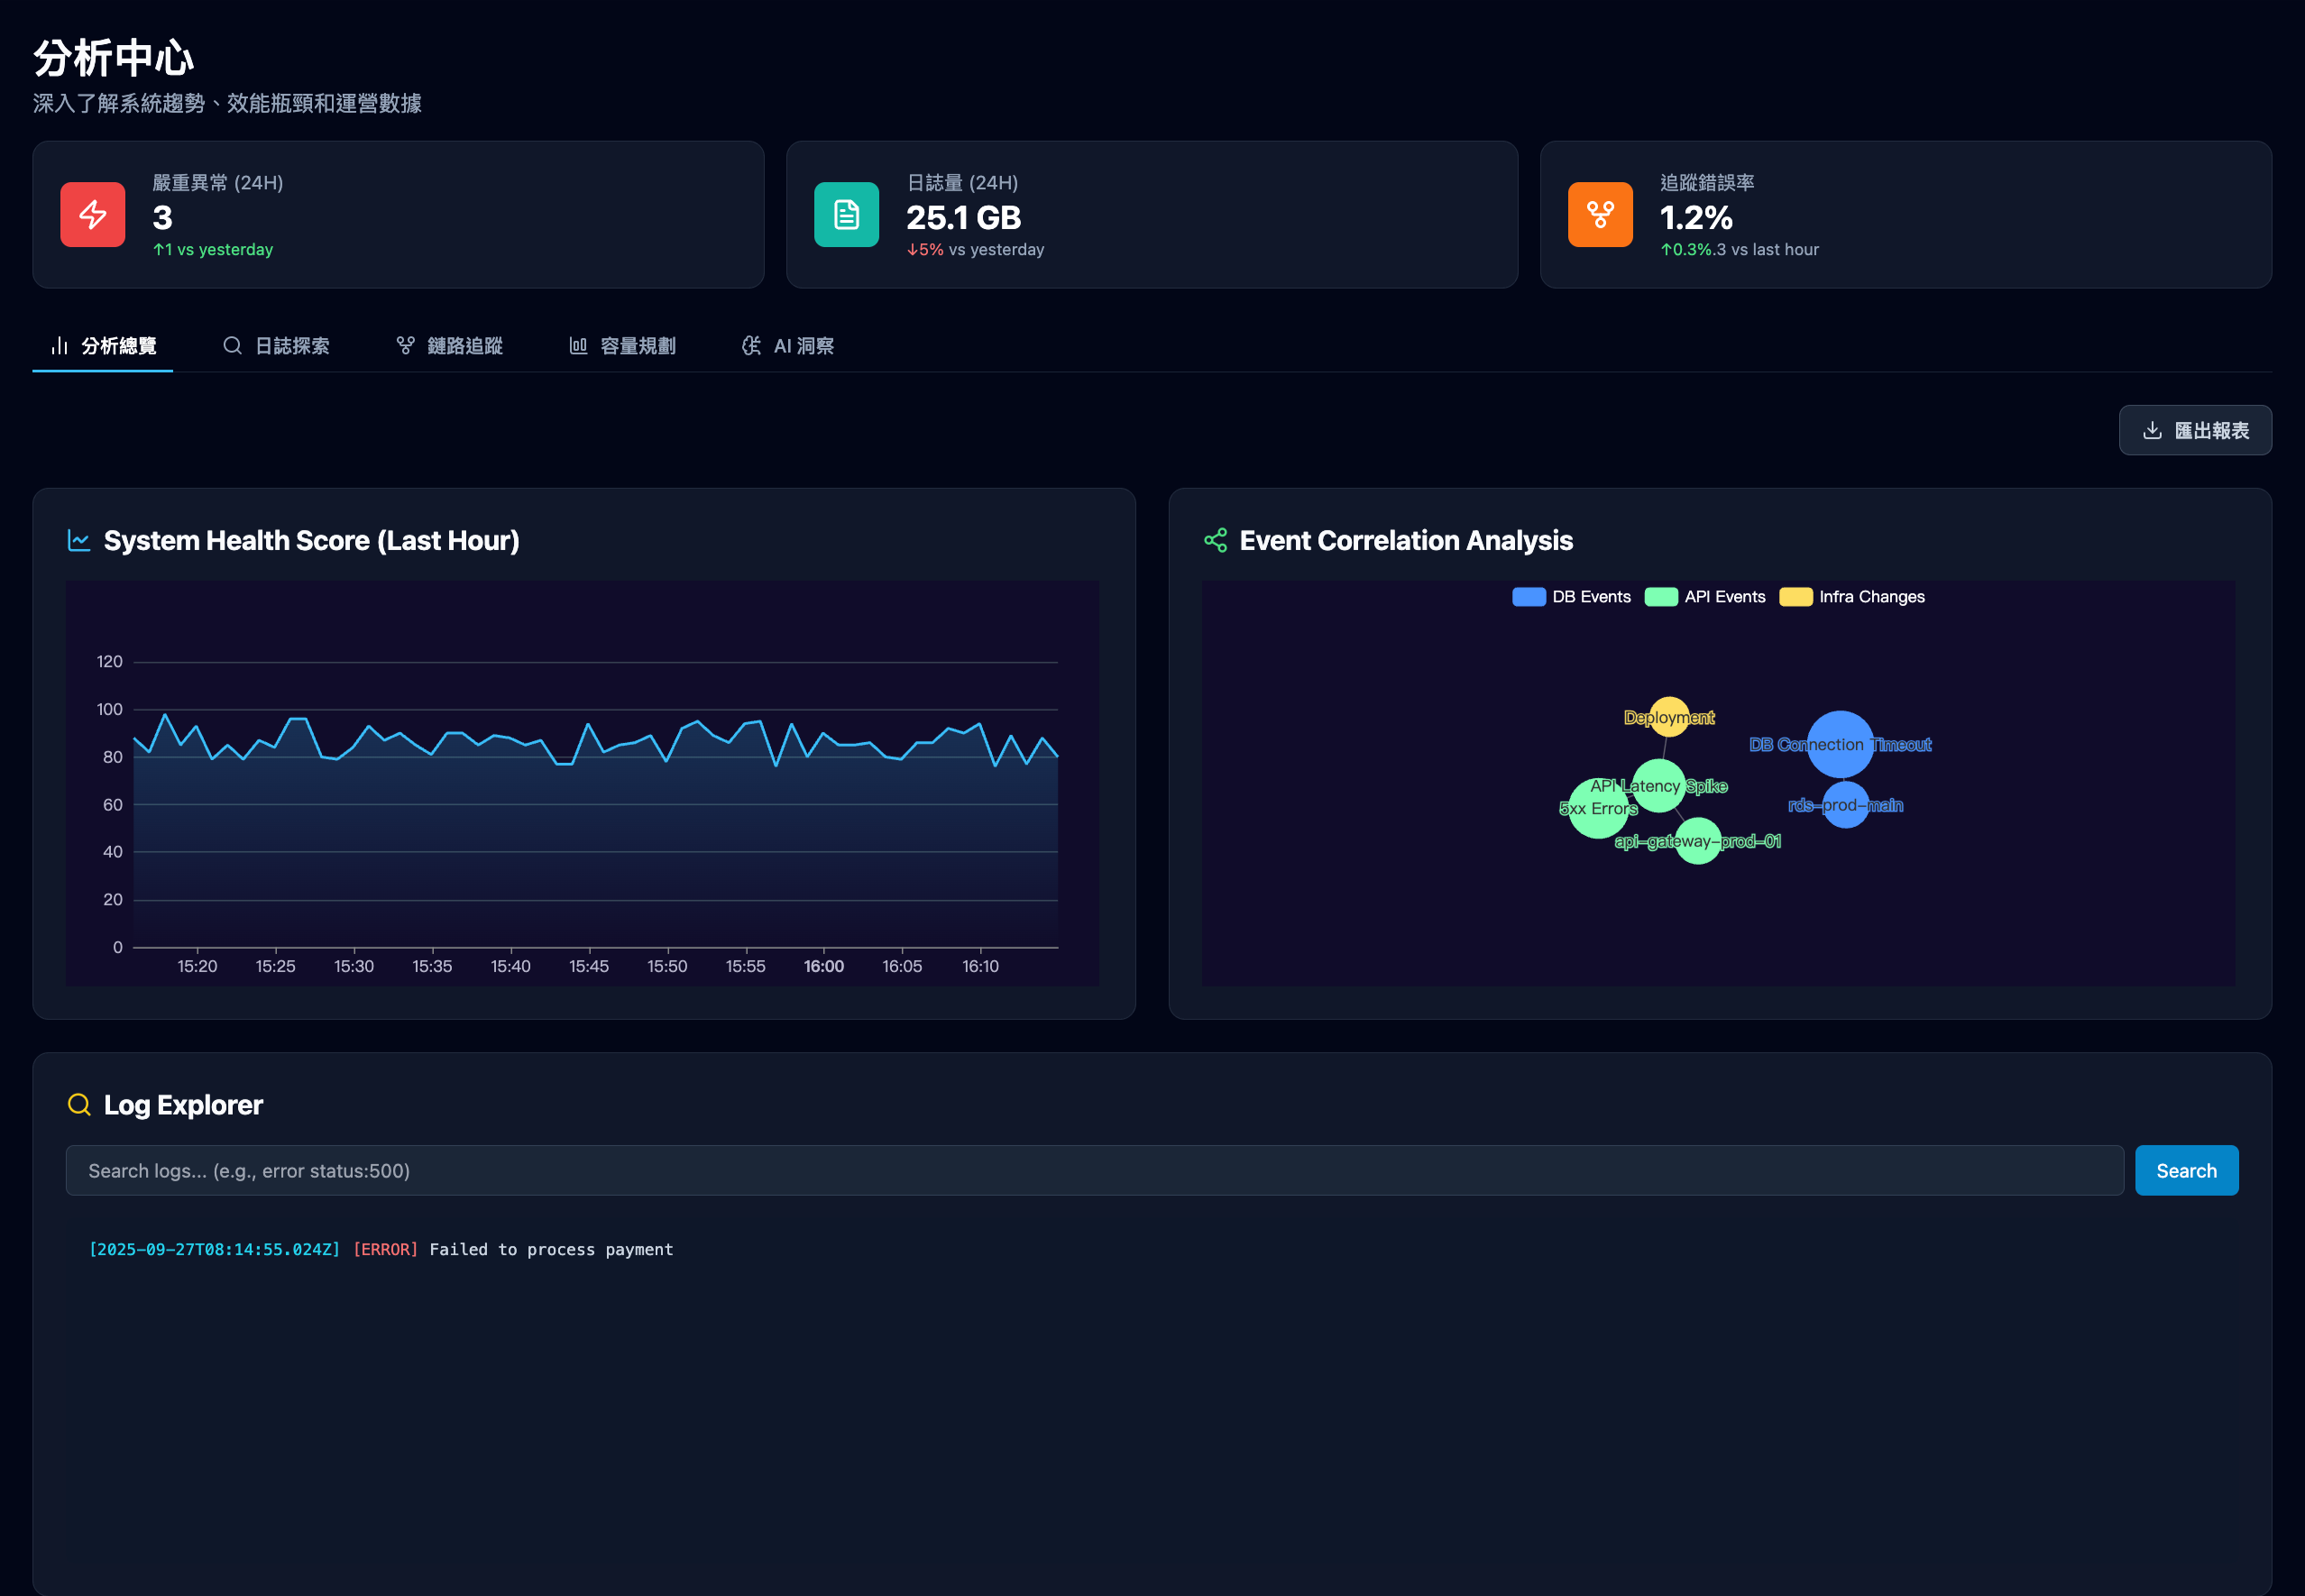 分析中心
深入了解系統趨勢、效能瓶頸和運營數據
嚴重異常 (24H)
3
↑1 vs yesterday
日誌量 (24H)
25.1 GB
↓5% vs yesterday
追蹤錯誤率
1.2%
↑0.3%.3 vs last hour
分析總覽
日誌探索
鏈路追蹤
容量規劃
AI 洞察
匯出報表
System Health Score (Last Hour)
120
100
80
60
40
20
0
15:20 15:25 15:30 15:35 15:40 15:45 15:50 15:55 16:00 16:05 16:10
Event Correlation Analysis
DB Events API Events Infra Changes
Deployment
DB Connection Timeout
API Latency Spike
5xx Errors
rds-prod-main
api-gateway-prod-01
Log Explorer
Search logs... (e.g., error status:500)
Search
[2025-09-27T08:14:55.024Z] [ERROR] Failed to process payment